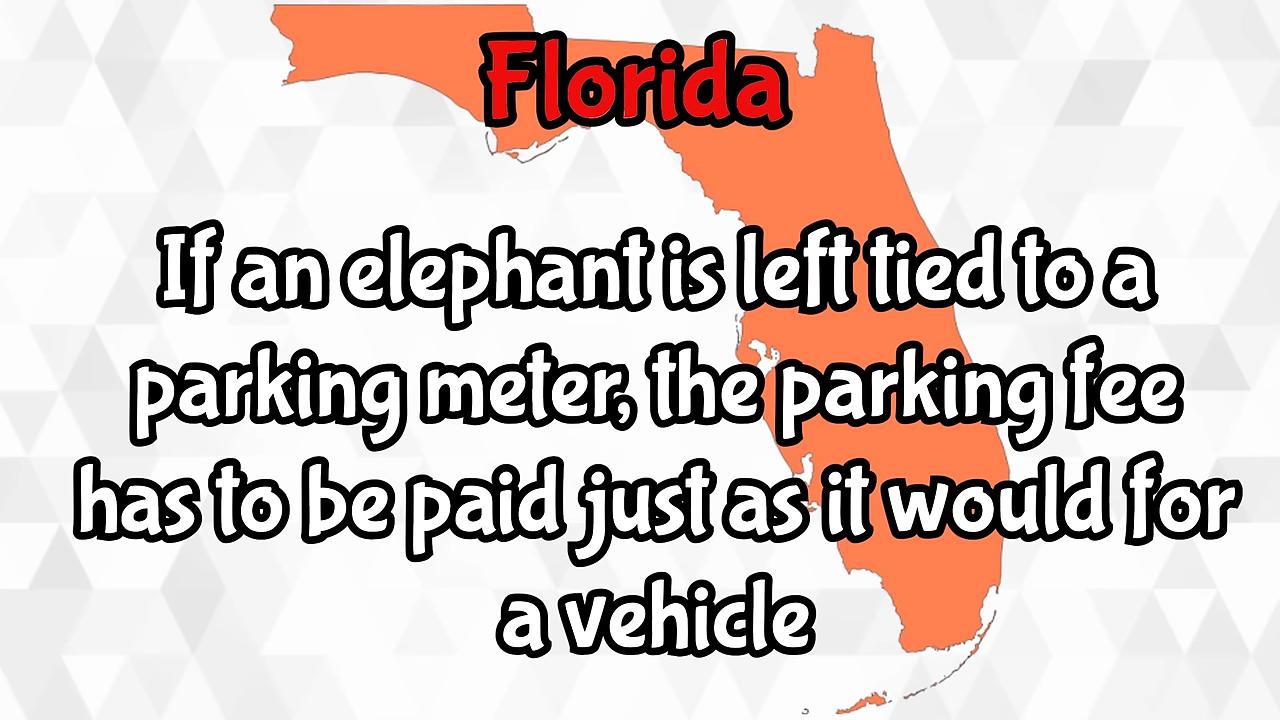 Florida
If an elephant is left tied to a
parking meter, the parking fee
has to be paid just as it would for
a vehicle